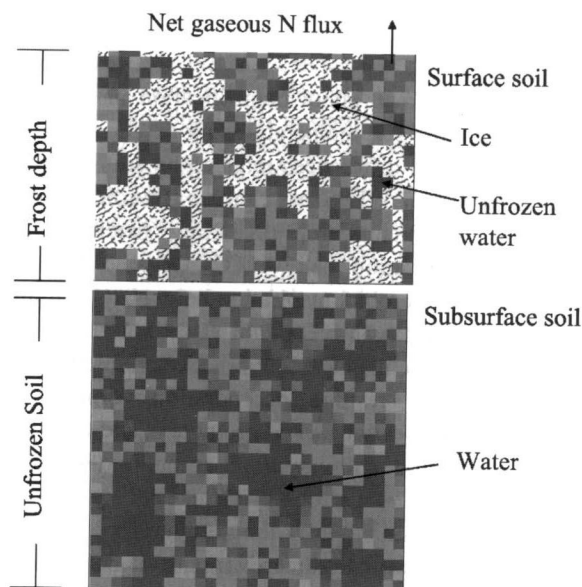 Net gaseous N flux
Surface soil
Ice
Frost depth
Unfrozen
water
Subsurface soil
Unfrozen Soil
Water